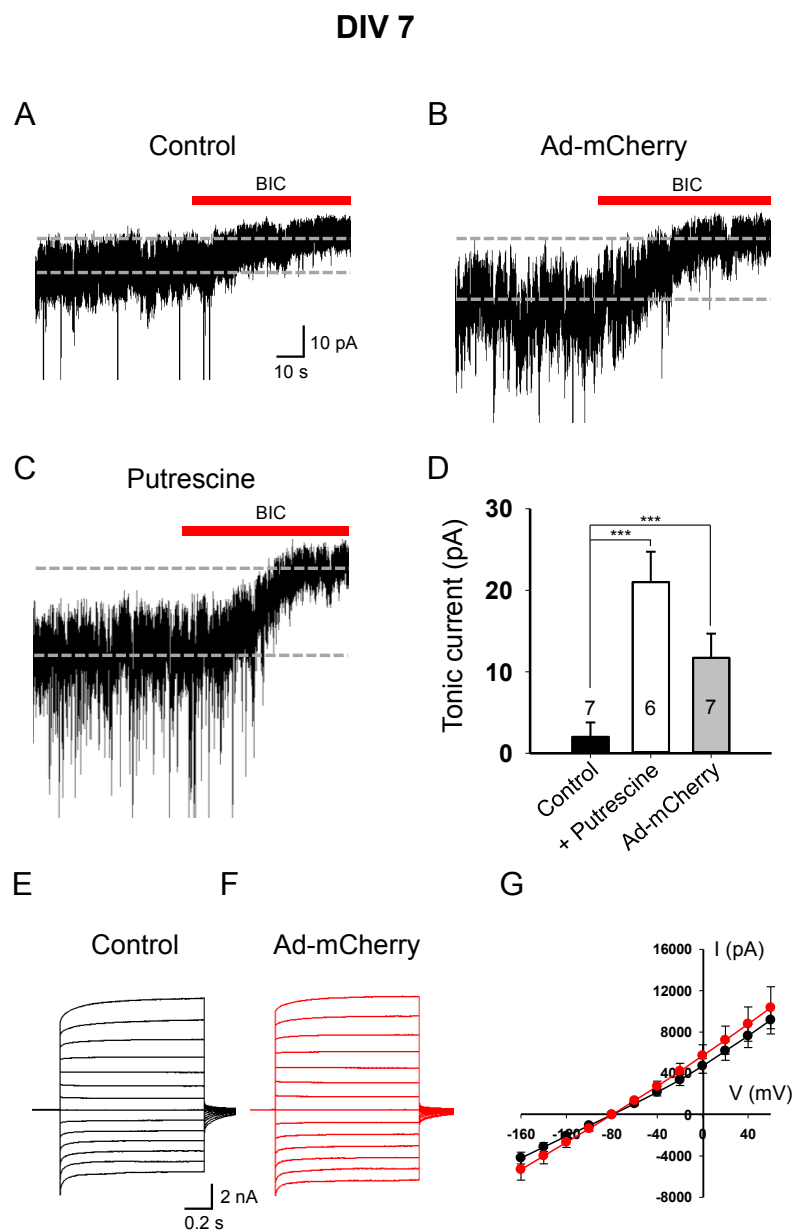 DIV 7
A
Control
BIC
10 pA
10 s
B
Ad-mCherry
BIC
C
Putrescine
BIC
D
Tonic current (pA)
30
20
10
0
***
***
7
6
7
Control
+ Putrescine
Ad-mCherry
E
Control
2 nA
0.2 s
F
Ad-mCherry
G
I (pA)
16000
12000
8000
4000
0
-4000
-8000
V (mV)
-160
-120
-80
-40
0
40